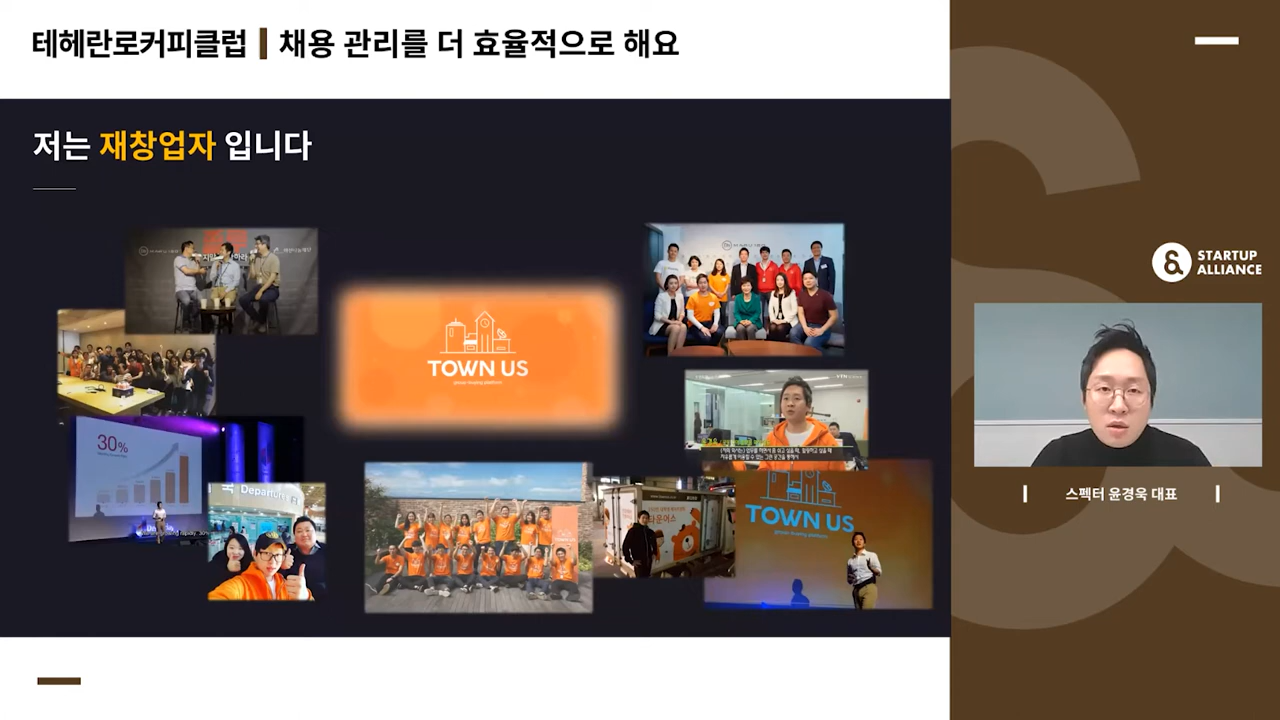 테헤란로커피클럽 | 채용 관리를 더 효율적으로 해요
저는 재창업자 입니다
STARTUP
ALLIANCE
TOWN US
30%
Departure
TOWN US
스펙터 윤경욱 대표